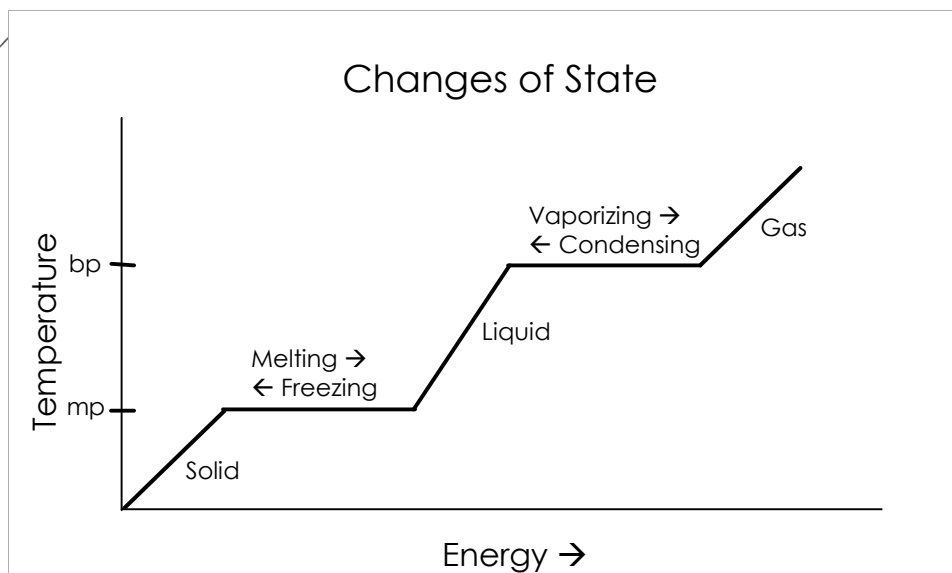 Changes of State
Vaporizing →
← Condensing
Gas
bp
Temperature
Liquid
Melting →
← Freezing
mp
Solid
Energy →